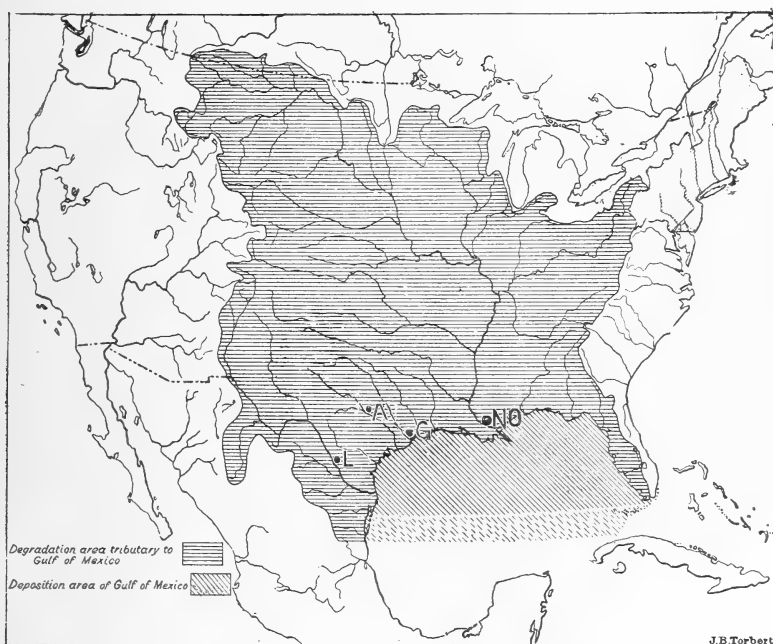 A
NO
G
L
Degradation area tributary to
Gulf of Mexico
Deposition area of Gulf of Mexico
J.B.Torbert